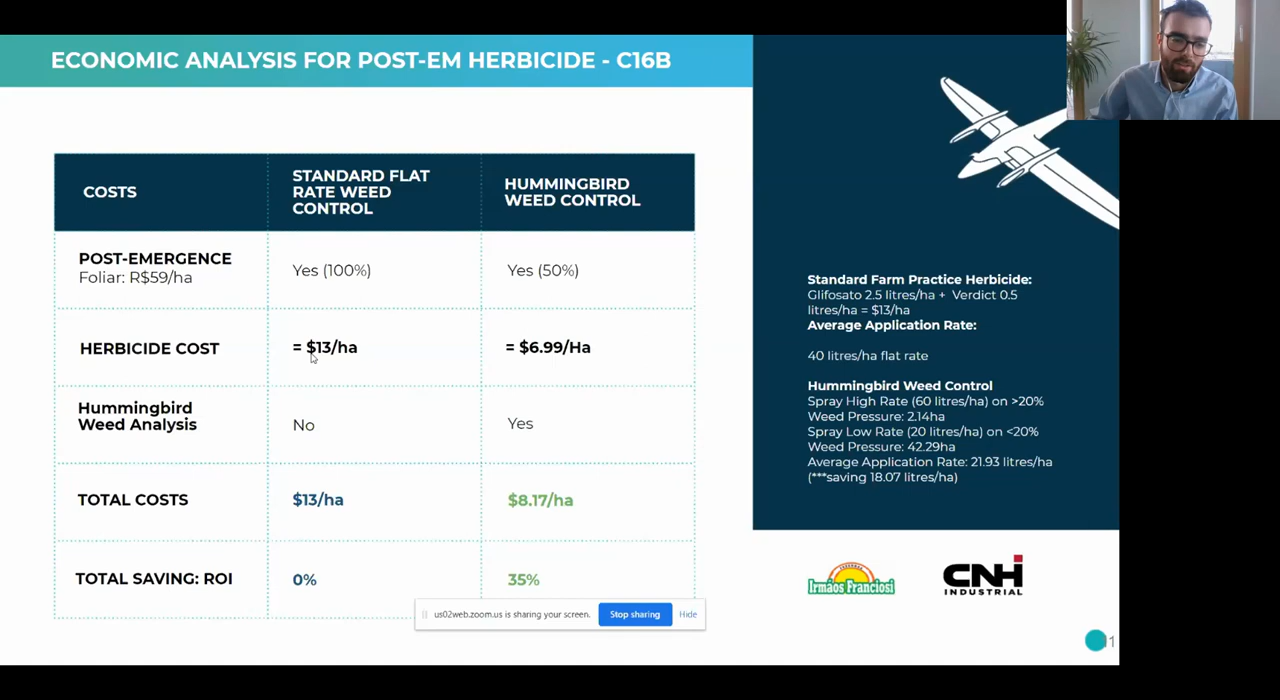 ECONOMIC ANALYSIS FOR POST-EM HERBICIDE - C16B
COSTS
STANDARD FLAT
RATE WEED
CONTROL
HUMMINGBIRD
WEED CONTROL
POST-EMERGENCE
Foliar: R$59/ha
Yes (100%)
Yes (50%)
HERBICIDE COST
= $13/ha
= $6.99/Ha
Hummingbird
Weed Analysis
No
Yes
TOTAL COSTS
$13/ha
$8.17/ha
TOTAL SAVING: ROI
0%
35%
Standard Farm Practice Herbicide:
Glifosato 2.5 litres/ha + Verdict 0.5
litres/ha = $13/ha
Average Application Rate:
40 litres/ha flat rate
Hummingbird Weed Control
Spray High Rate (60 litres/ha) on >20%
Weed Pressure: 2.14ha
Spray Low Rate (20 litres/ha) on <20%
Weed Pressure: 42.29ha
Average Application Rate: 21.93 litres/ha
(***saving 18.07 litres/ha)
Irmãos Franciosi
CNH
INDUSTRIAL
us02web.zoom.us is sharing your screen.
Stop sharing
Hide